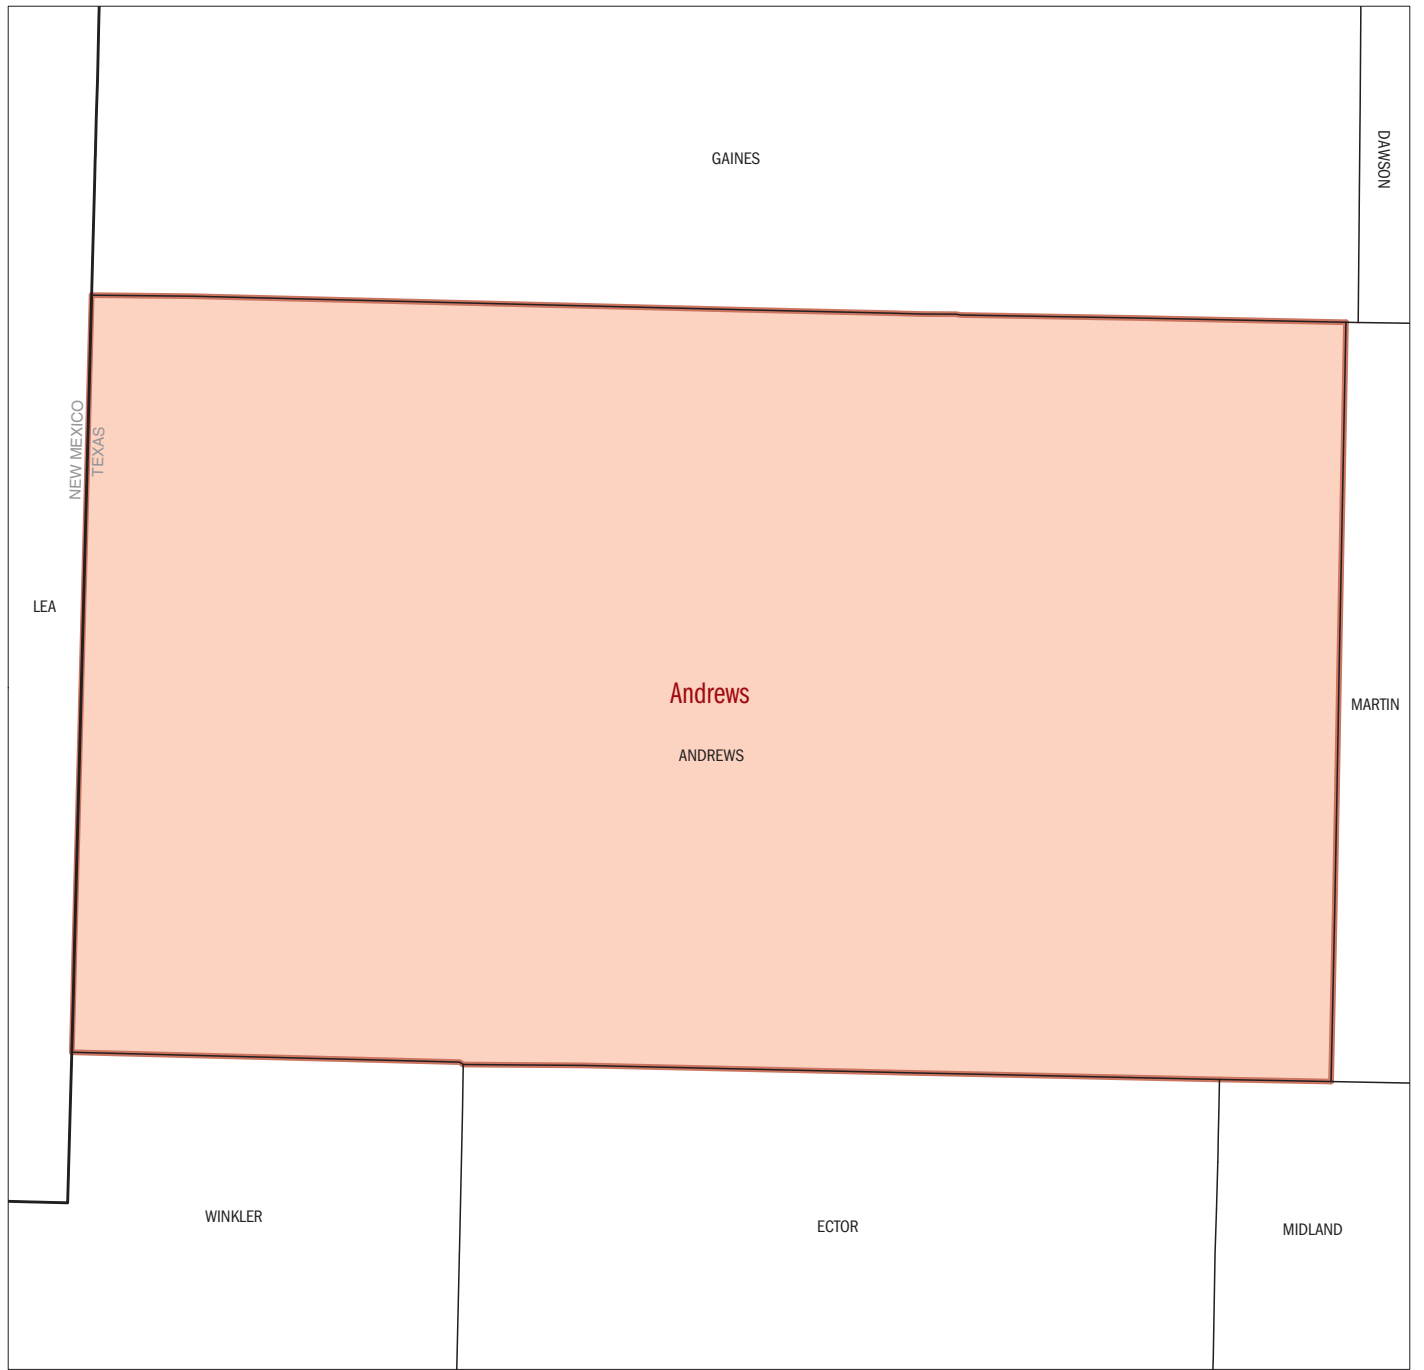 GAINES
DAWSON
NEW MEXICO
TEXAS
LEA
Andrews
MARTIN
ANDREWS
WINKLER
ECTOR
MIDLAND